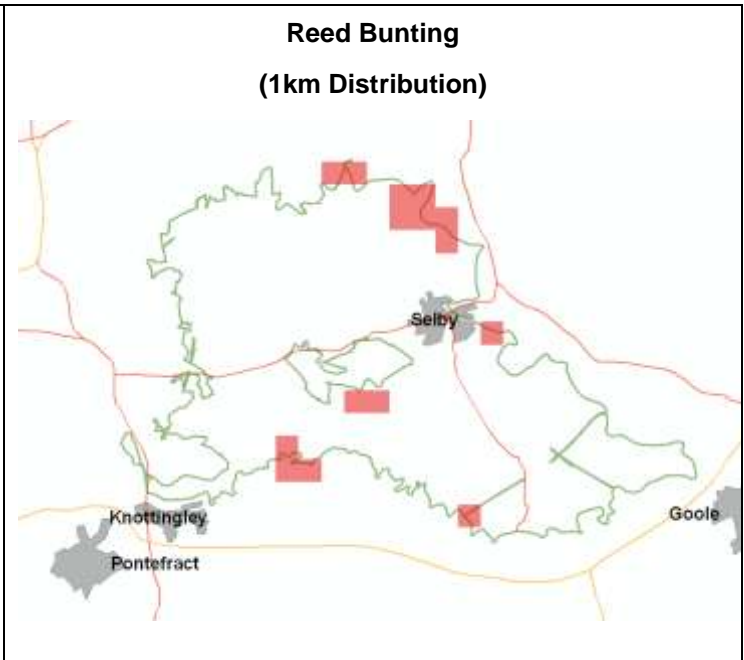 Reed Bunting
(1km Distribution)
Selby
Knottingley
Goole
Pontefract